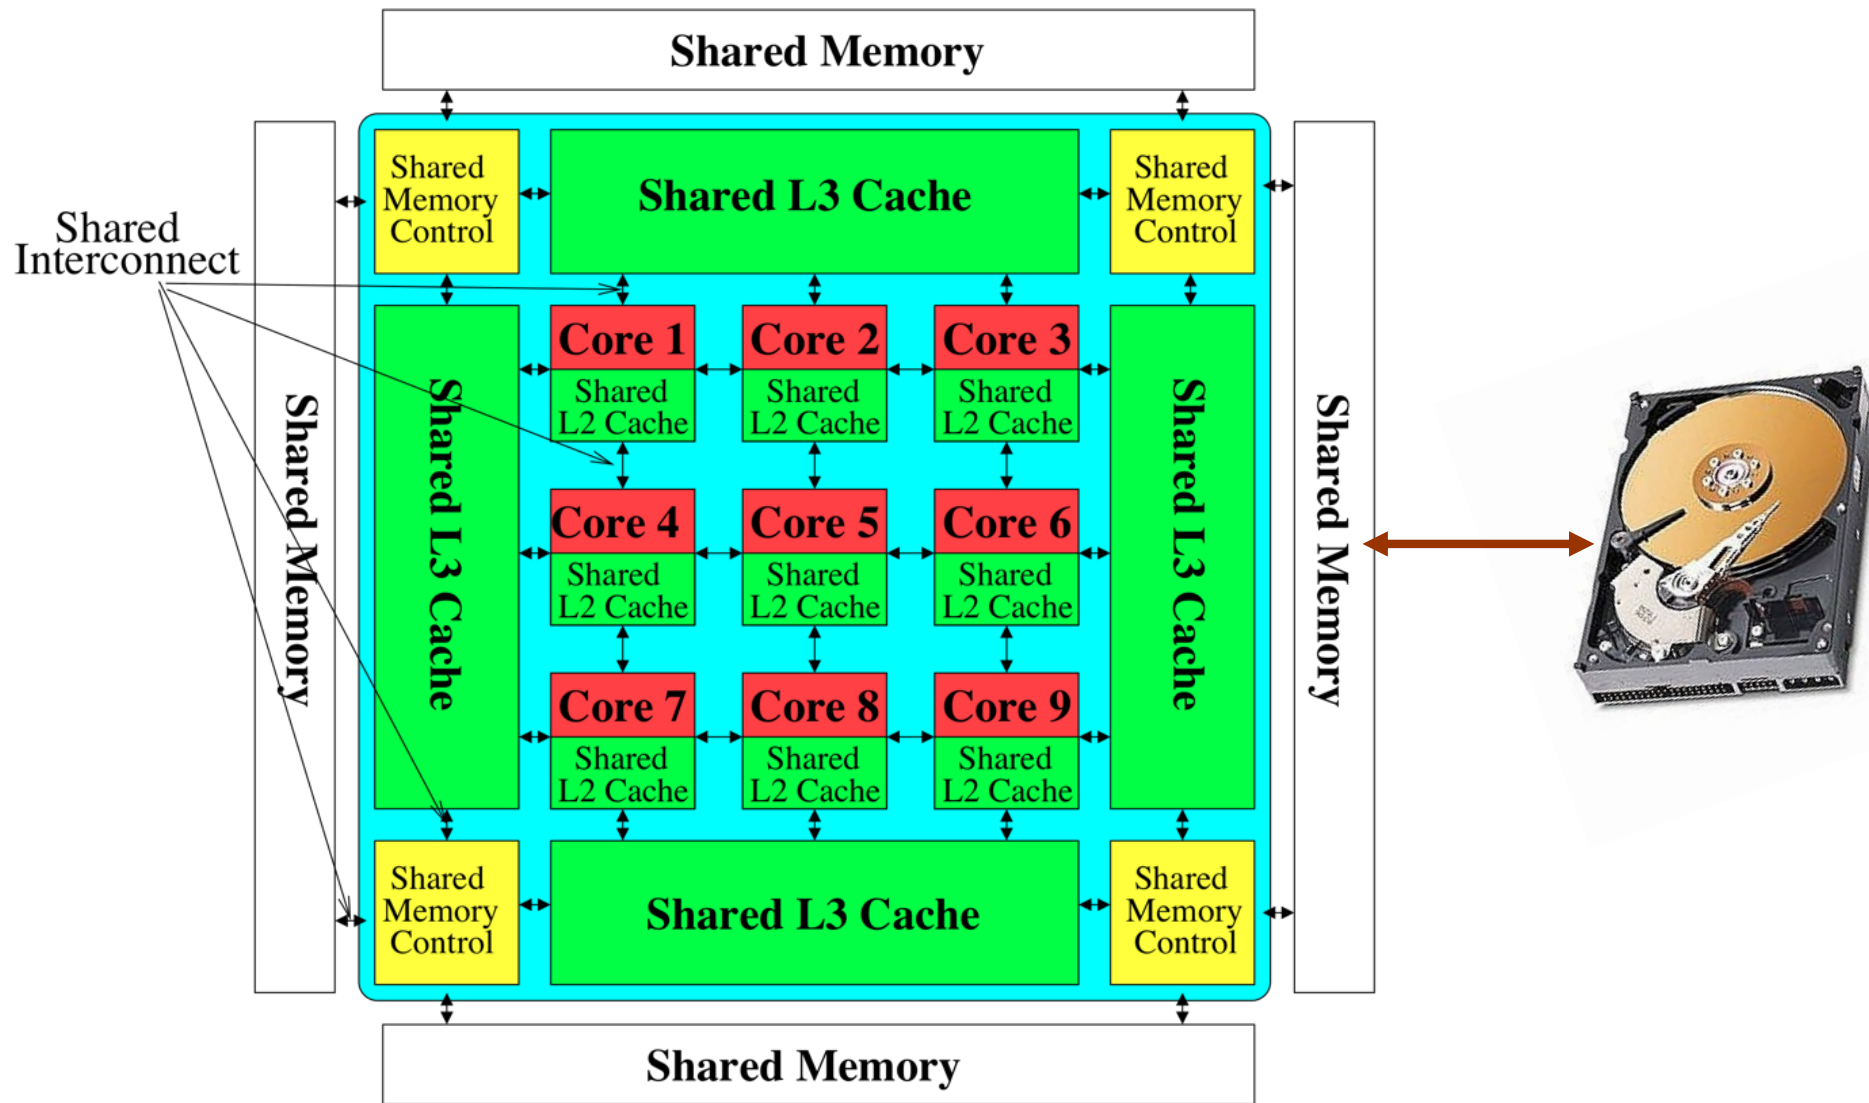 Shared Memory
Shared
Memory
Control
Shared L3 Cache
Shared
Memory
Control
Shared
Interconnect
Shared Memory
Shared L3 Cache
Core 1
Shared
L2 Cache
Core 2
Shared
L2 Cache
Core 3
Shared
L2 Cache
Core 4
Shared
L2 Cache
Core 5
Shared
L2 Cache
Core 6
Shared
L2 Cache
Core 7
Shared
L2 Cache
Core 8
Shared
L2 Cache
Core 9
Shared
L2 Cache
Shared L3 Cache
Shared Memory
Shared
Memory
Control
Shared L3 Cache
Shared
Memory
Control
Shared Memory